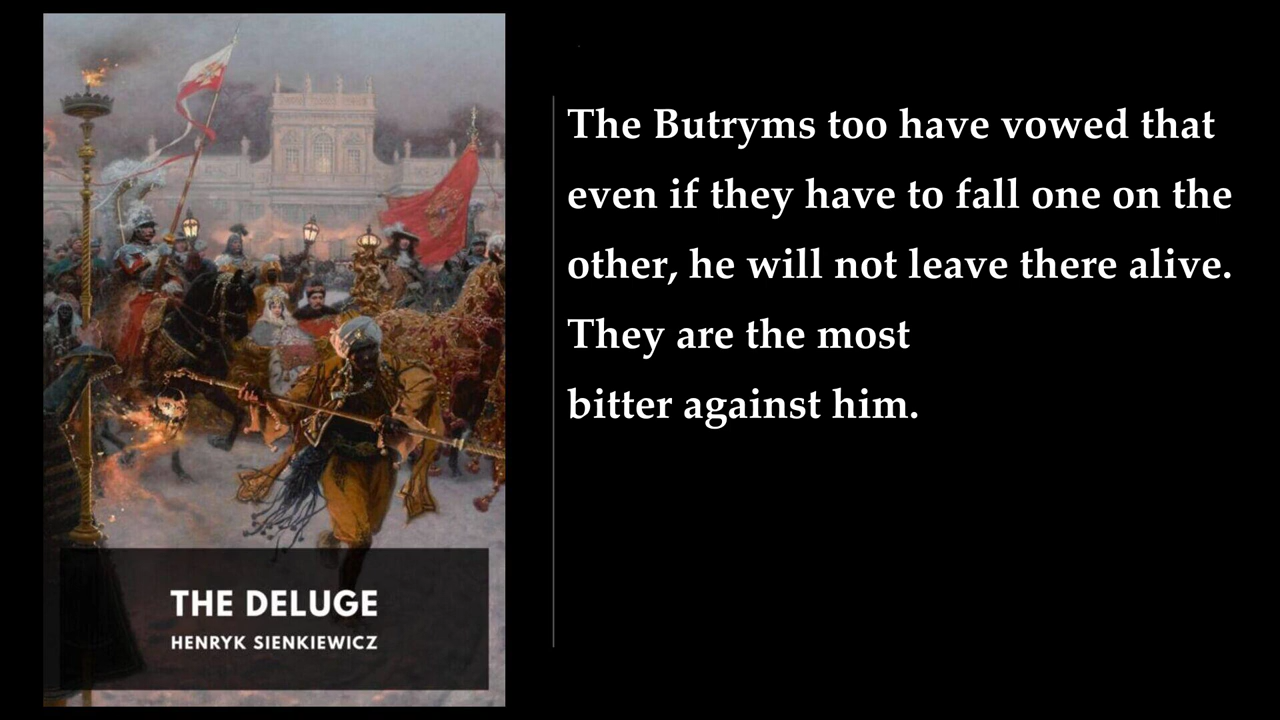 THE DELUGE
HENRYK SIENKIEWICZ
The Butryms too have vowed that
even if they have to fall one on the
other, he will not leave there alive.
They are the most
bitter against him.